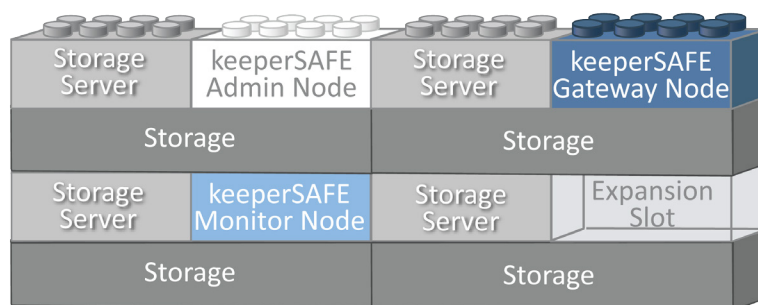 Storage
Server
keeperSAFE
Admin Node
Storage
Server
keeperSAFE
Gateway Node
Storage
Storage
Storage
Server
keeperSAFE
Monitor Node
Storage
Server
Expansion
Slot
Storage
Storage